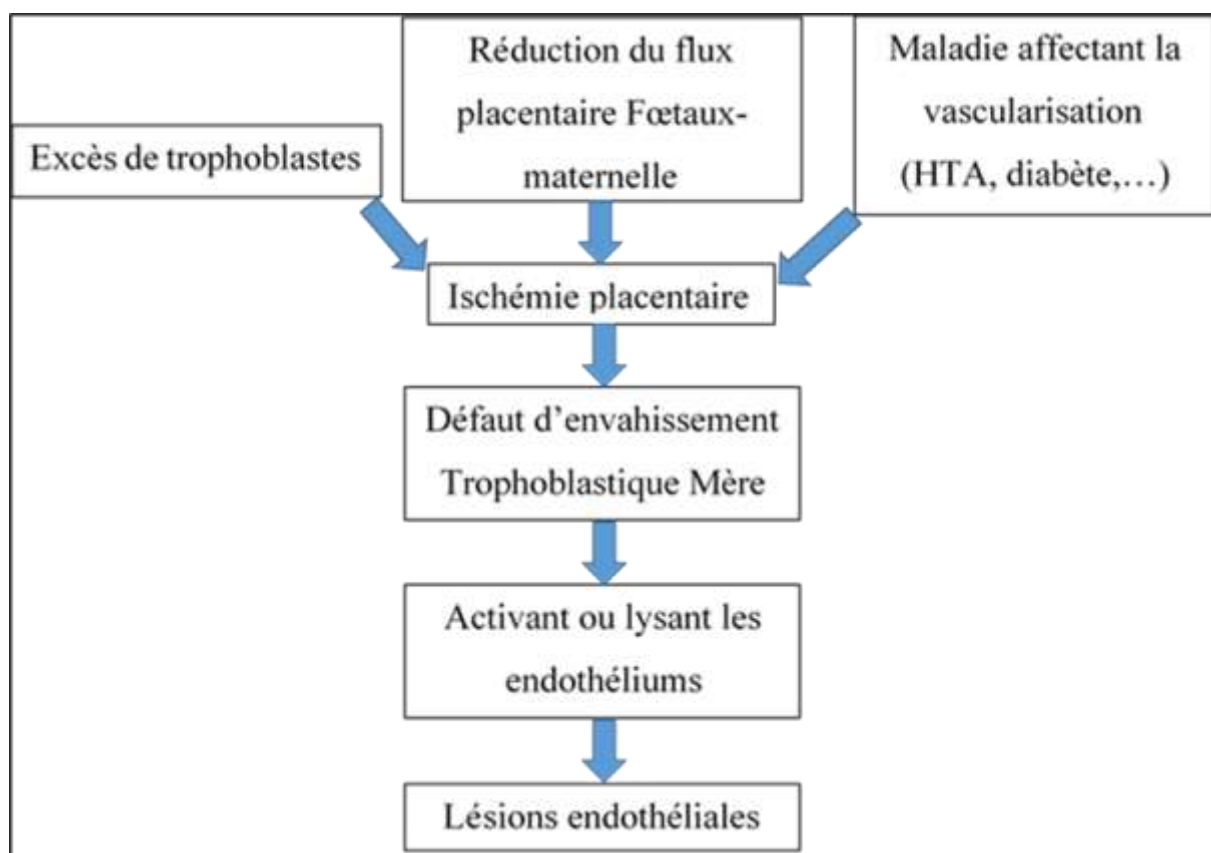 Excès de trophoblastes
Réduction du flux
placentaire Fœtaux-
maternelle
Maladie affectant la
vascularisation
(HTA, diabète,…)
Ischémie placentaire
Défaut d’envahissement
Trophoblastique Mère
Activant ou lysant les
endothéliums
Lésions endothéliales